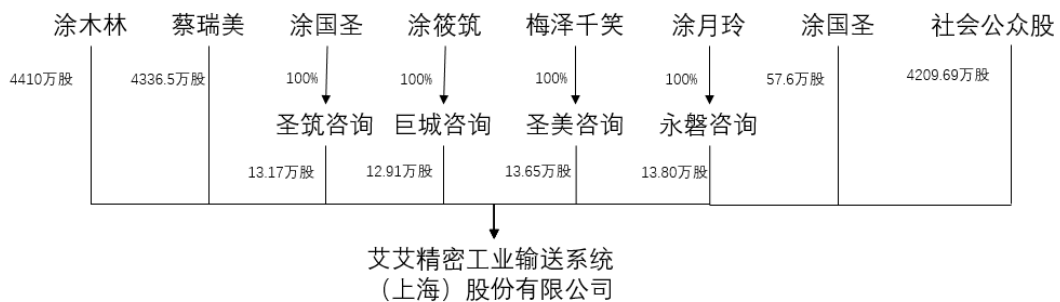 涂木林 蔡瑞美 涂国圣 涂筱筑 梅泽千笑 涂月玲 涂国圣 社会公众股
4410万股 4336.5万股 100% 100% 100% 100% 57.6万股 4209.69万股
圣筑咨询 巨城咨询 圣美咨询 永磐咨询
13.17万股 12.91万股 13.65万股 13.80万股
艾艾精密工业输送系统
（上海）股份有限公司